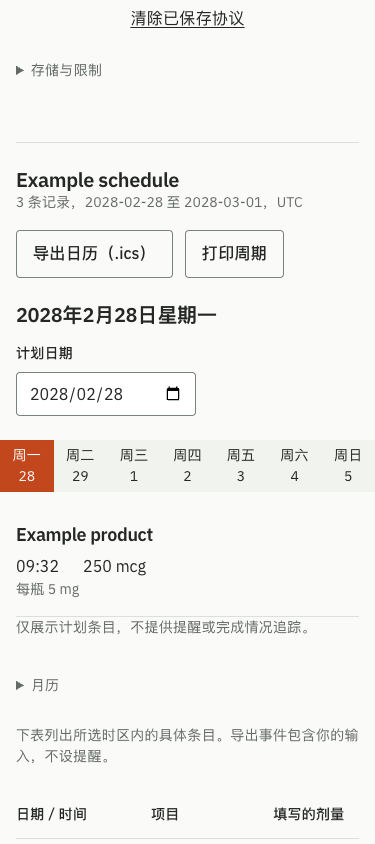 清除已保存协议
存储与限制
Example schedule
3 条记录，2028-02-28 至 2028-03-01，UTC
导出日历（.ics） 打印周期
2028年2月28日星期一
计划日期
2028/02/28
周一 周二 周三 周四 周五 周六 周日
28 29 1 2 3 4 5
Example product
09:32 250 mcg
每瓶 5 mg
仅展示计划条目，不提供提醒或完成情况追踪。
月历
下表列出所选时区内的具体条目。导出事件包含你的输
入，不设提醒。
日期 / 时间 项目 填写的剂量